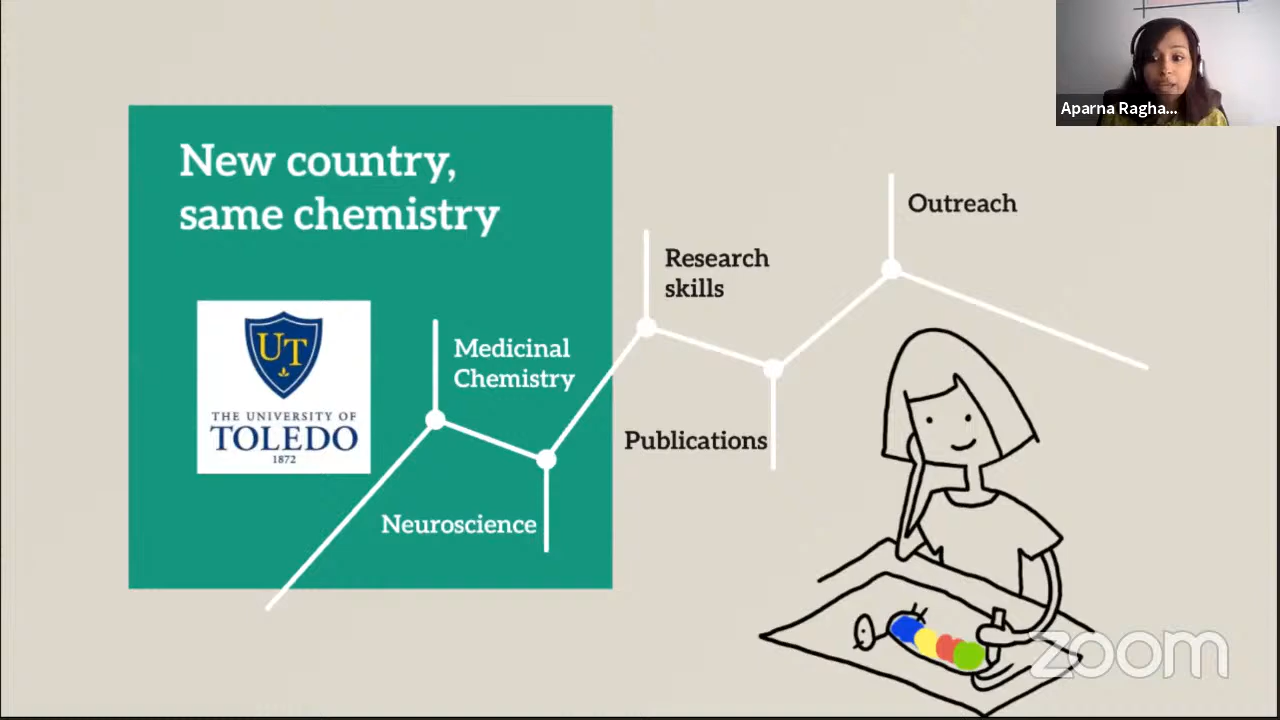 Aparna Ragha...
New country,
same chemistry
Outreach
Research
skills
UT
THE UNIVERSITY OF
TOLEDO
1872
Medicinal
Chemistry
Publications
Neuroscience
zoom